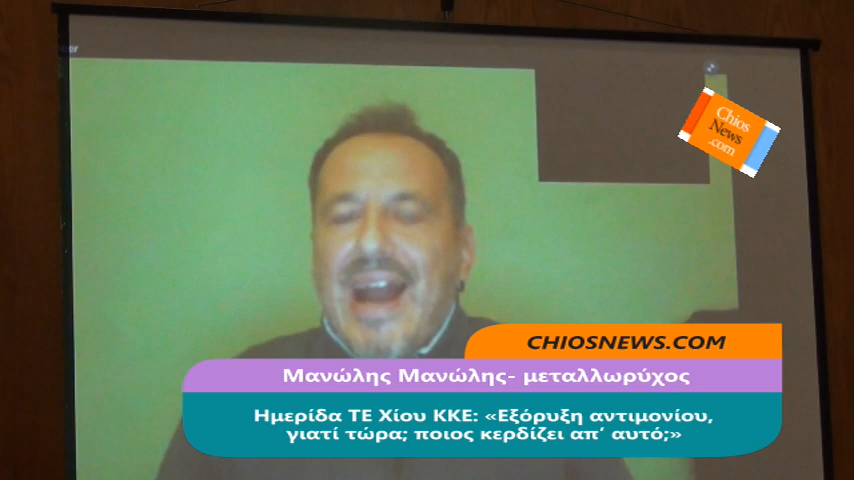 Chios
News
.com
CHIOSNEWS.COM
Μανώλης Μανώλης- μεταλλωρύχος
Ημερίδα ΤΕ Χίου ΚΚΕ: «Εξόρυξη αντιμονίου,
γιατί τώρα; ποιος κερδίζει απ’ αυτό;»